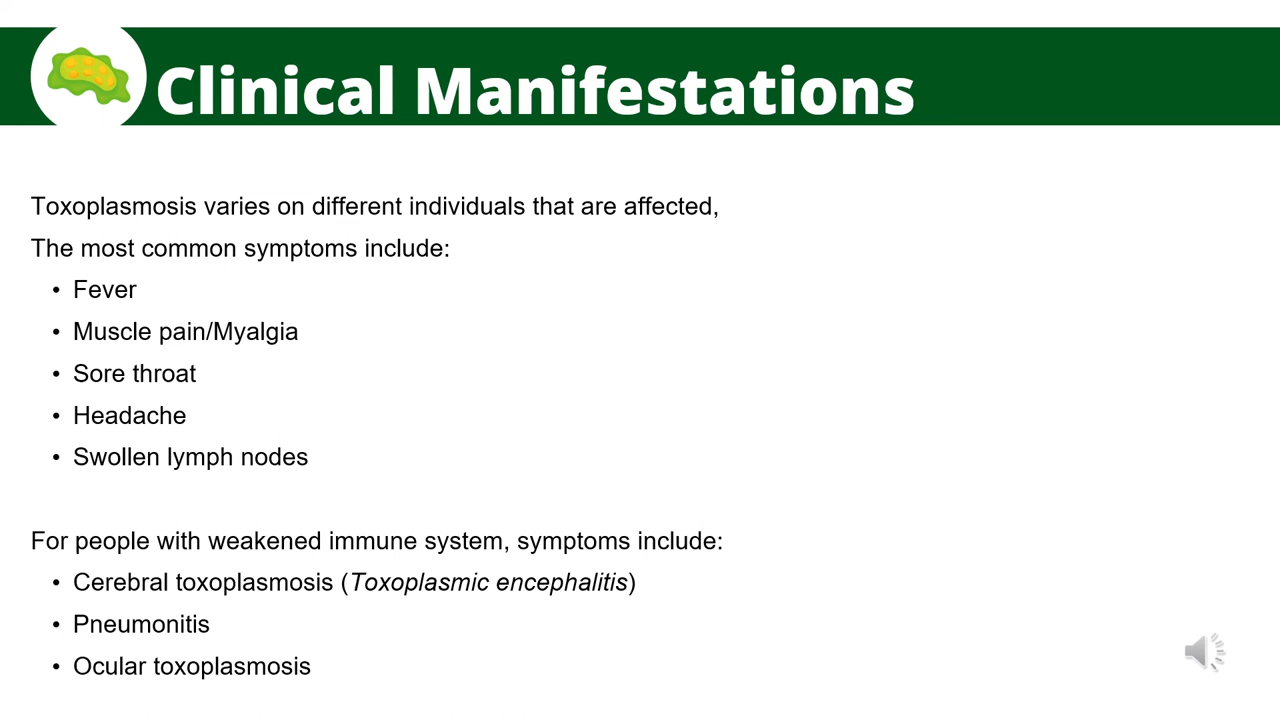 Clinical Manifestations
Toxoplasmosis varies on different individuals that are affected,
The most common symptoms include:
• Fever
• Muscle pain/Myalgia
• Sore throat
• Headache
• Swollen lymph nodes
For people with weakened immune system, symptoms include:
• Cerebral toxoplasmosis (Toxoplasmic encephalitis)
• Pneumonitis
• Ocular toxoplasmosis